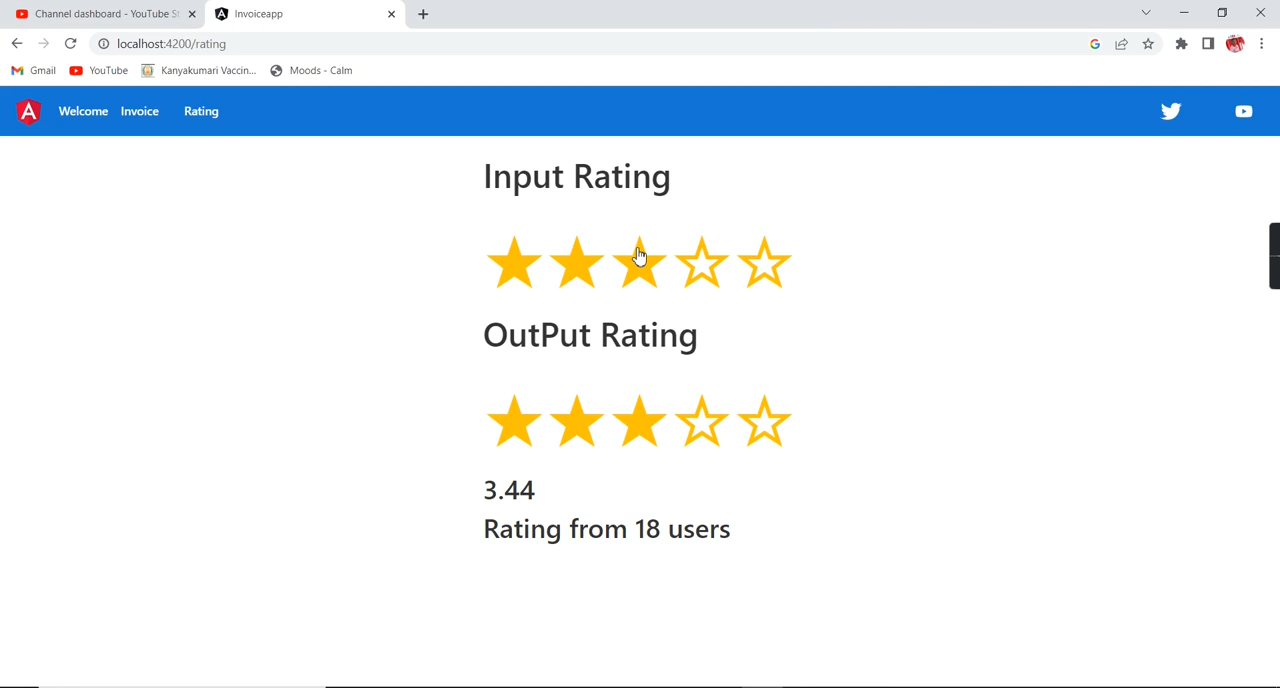 Channel dashboard - YouTube St
Invoiceapp
localhost:4200/rating
Gmail
YouTube
Kanyakumari Vaccin...
Moods - Calm
Welcome
Invoice
Rating
Input Rating
OutPut Rating
3.44
Rating from 18 users